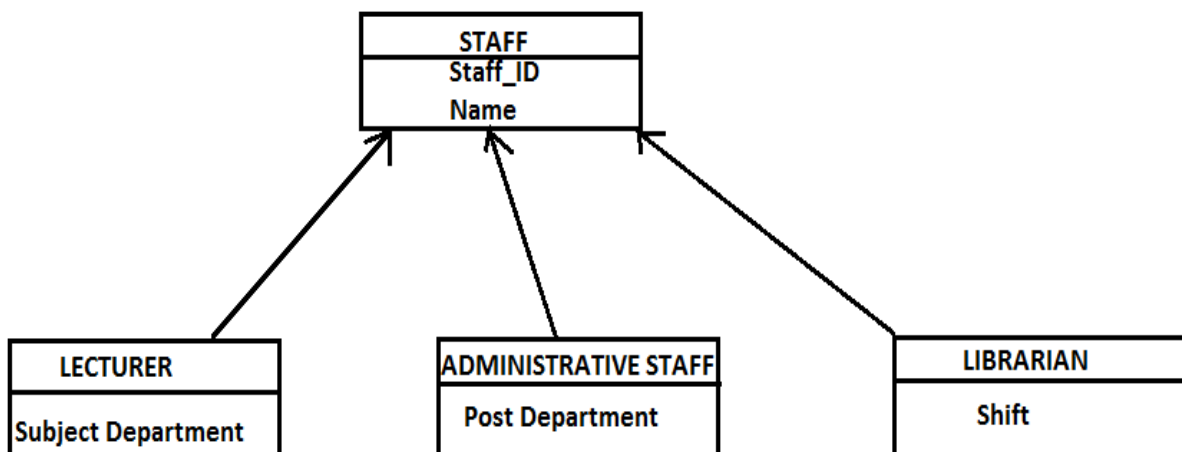 STAFF
Staff_ID
Name
LECTURER
Subject Department
ADMINISTRATIVE STAFF
Post Department
LIBRARIAN
Shift